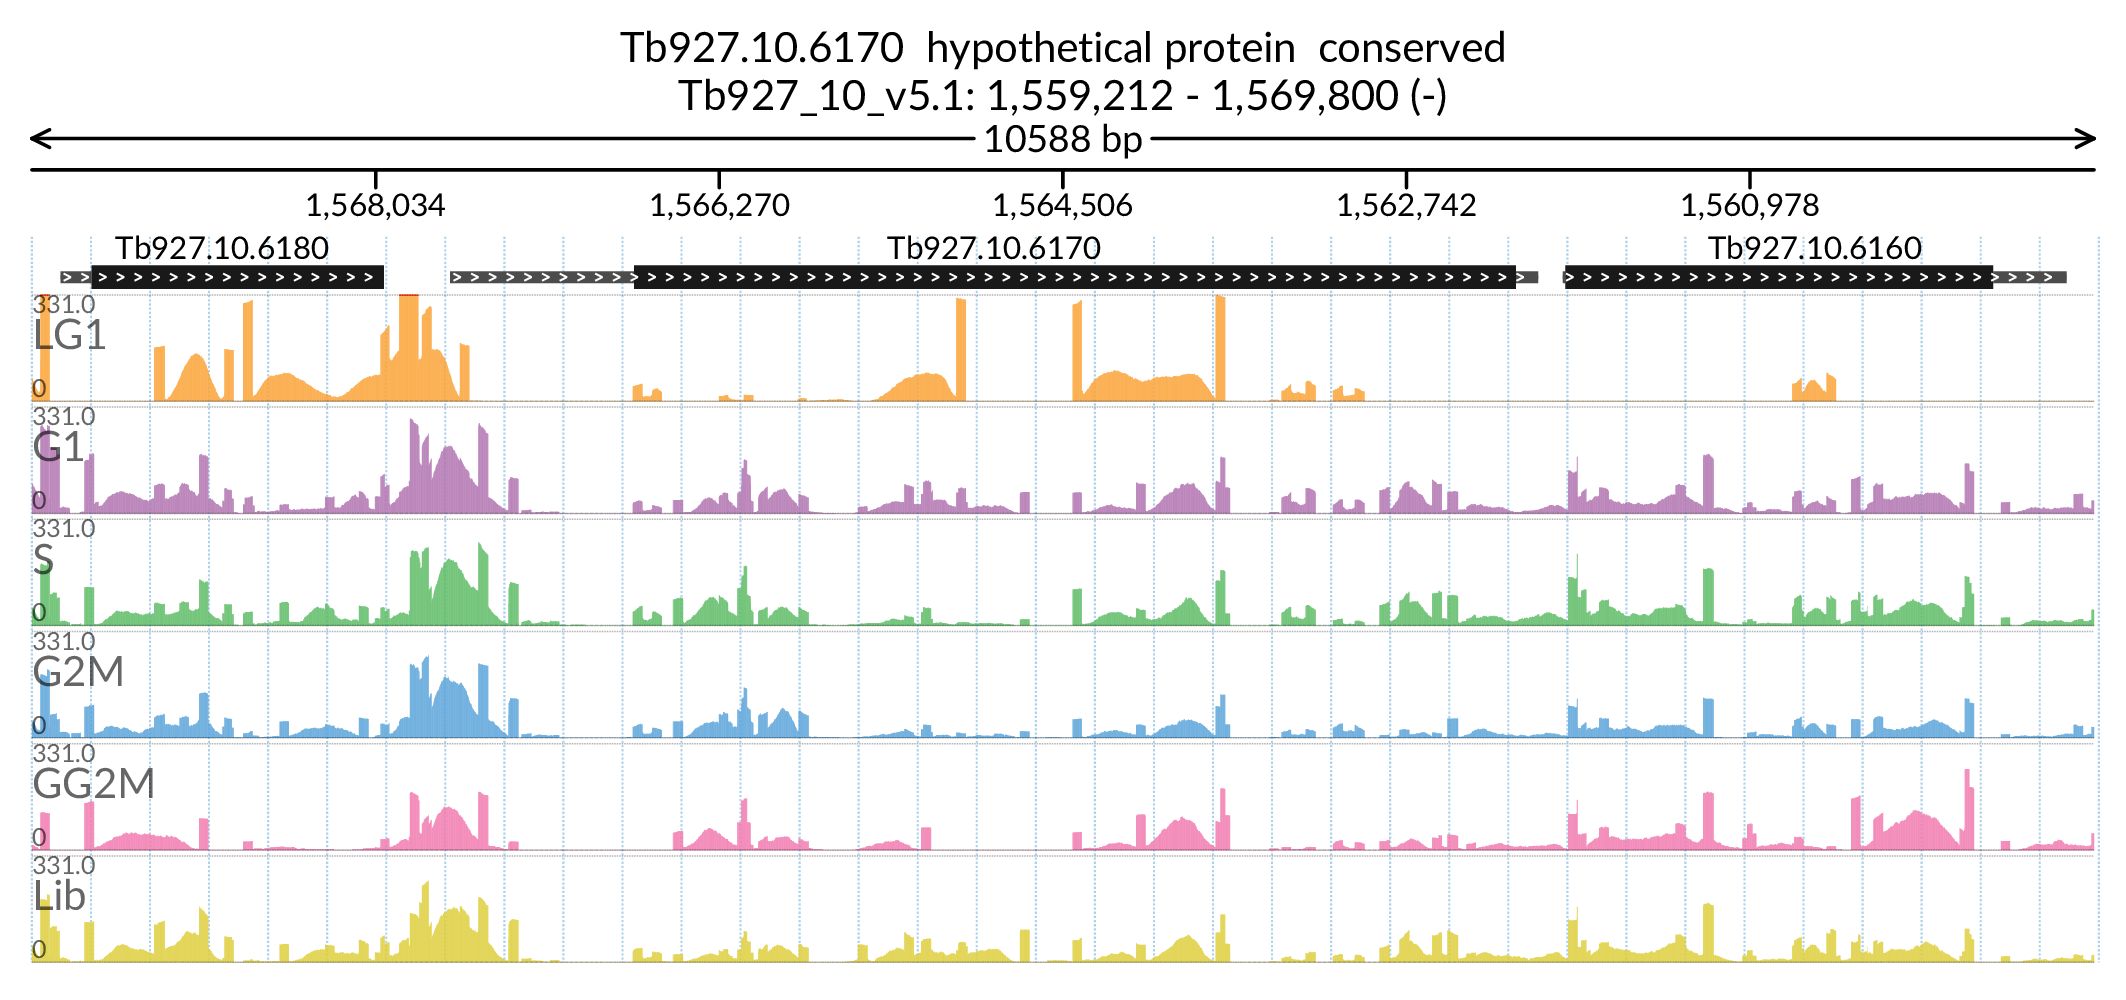 Tb927.10.6170 hypothetical protein conserved
Tb927_10_v5.1: 1,559,212 - 1,569,800 (-)
10588 bp
1,568,034 1,566,270 1,564,506 1,562,742 1,560,978
Tb927.10.6180 Tb927.10.6170 Tb927.10.6160
331.0
LG1
0
331.0
G1
0
331.0
S
0
331.0
G2M
0
331.0
GG2M
0
331.0
Lib
0